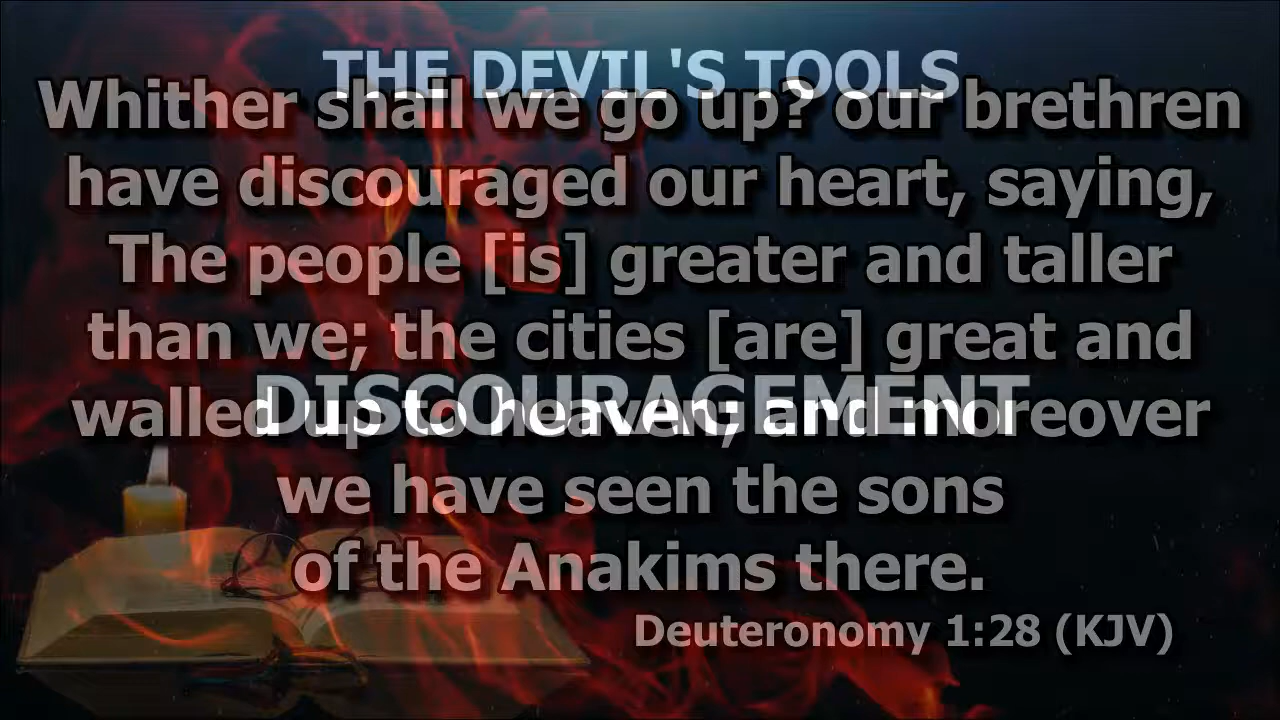 THE DEVIL'S TOOLS
Whither shall we go up? our brethren
have discouraged our heart, saying,
The people [is] greater and taller
than we; the cities [are] great and
DISCOURAGEMENT
walled up to heaven; and moreover
we have seen the sons
of the Anakims there.
Deuteronomy 1:28 (KJV)